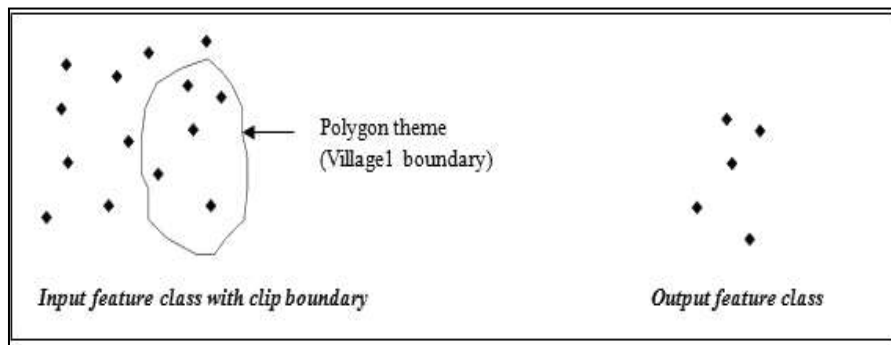 Polygon theme
(Village1 boundary)
Input feature class with clip boundary
Output feature class